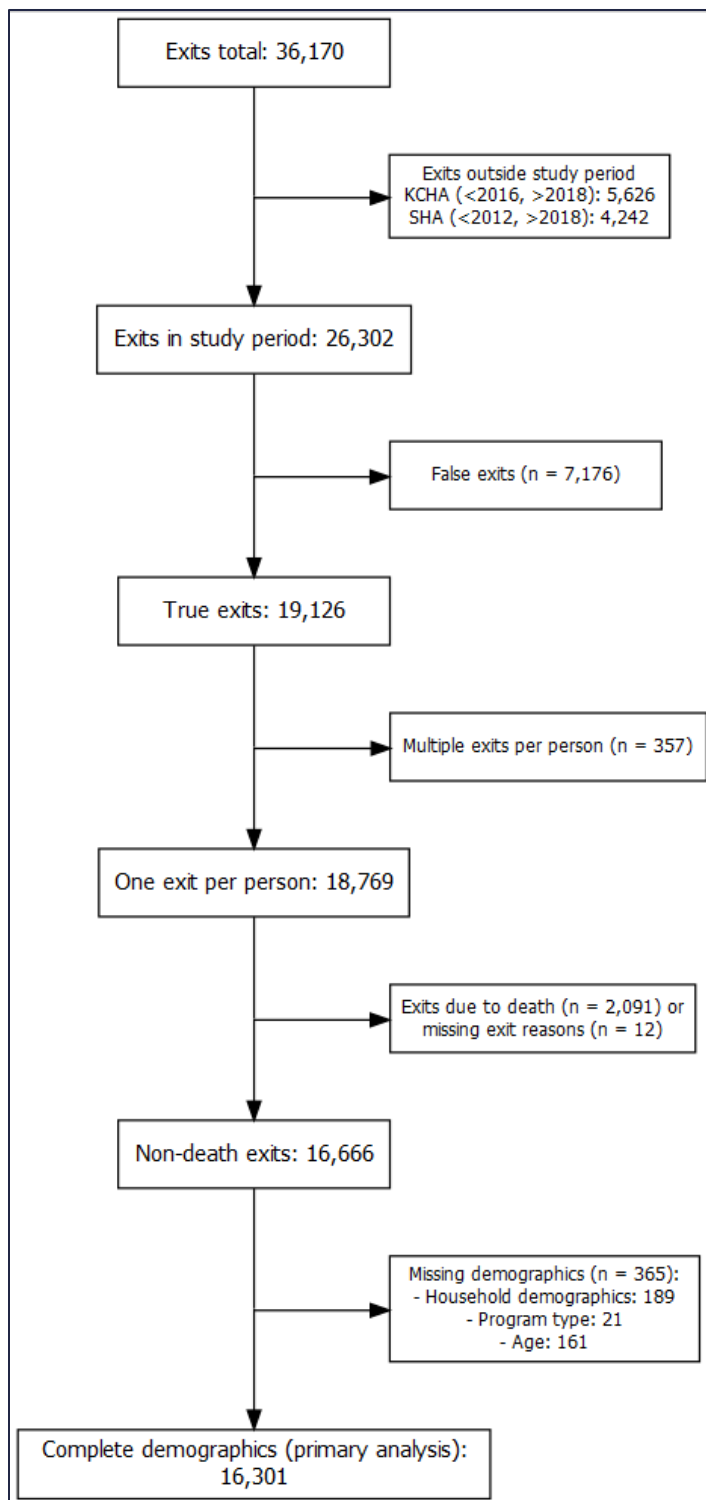 Exits total: 36,170
Exits outside study period
KCHA (<2016, >2018): 5,626
SHA (<2012, >2018): 4,242
Exits in study period: 26,302
False exits (n = 7,176)
True exits: 19,126
Multiple exits per person (n = 357)
One exit per person: 18,769
Exits due to death (n = 2,091) or
missing exit reasons (n = 12)
Non-death exits: 16,666
Missing demographics (n = 365):
- Household demographics: 189
- Program type: 21
- Age: 161
Complete demographics (primary analysis):
16,301